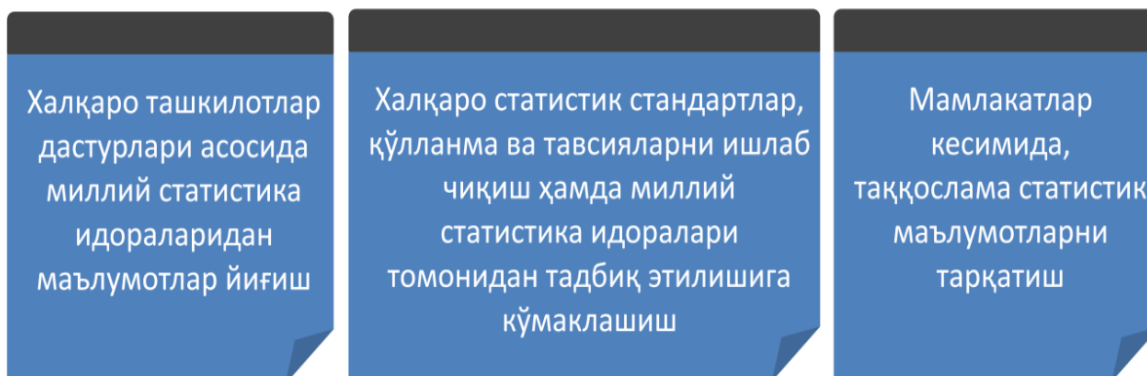 Халқаро ташкилотлар
дастурлари асосида
миллий статистика
идораларидан
маълумотлар йиғиш
Халқаро статистик стандартлар,
қўлланма ва тавсияларни ишлаб
чиқиш ҳамда миллий
статистика идоралари
томонидан тадбиқ этилишига
кўмаклашиш
Мамлакатлар
кесимида,
таққослама статистик
маълумотларни
тарқатиш